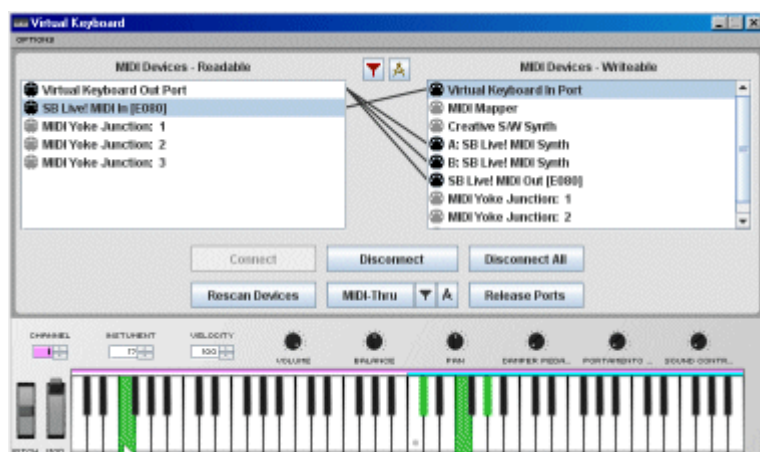 Virtual Keyboard
OPTIONS
MIDI Devices - Readable
MIDI Devices - Writeable
Virtual Keyboard Out Port
SB Live! MIDI In [E080]
MIDI Yoke Junction: 1
MIDI Yoke Junction: 2
MIDI Yoke Junction: 3
Virtual Keyboard In Port
MIDI Mapper
Creative S/W Synth
A: SB Live! MIDI Synth
B: SB Live! MIDI Synth
SB Live! MIDI Out [E080]
MIDI Yoke Junction: 1
MIDI Yoke Junction: 2
Connect
Disconnect
Disconnect All
Rescan Devices
MIDI-Thru
Release Ports
CHANNEL
INSTUMENT
VELOCITY
1
17
100
VOLUME
BALANCE
PAN
DAMPER PEDA...
PORTAMENTO ...
SOUND CONTR...